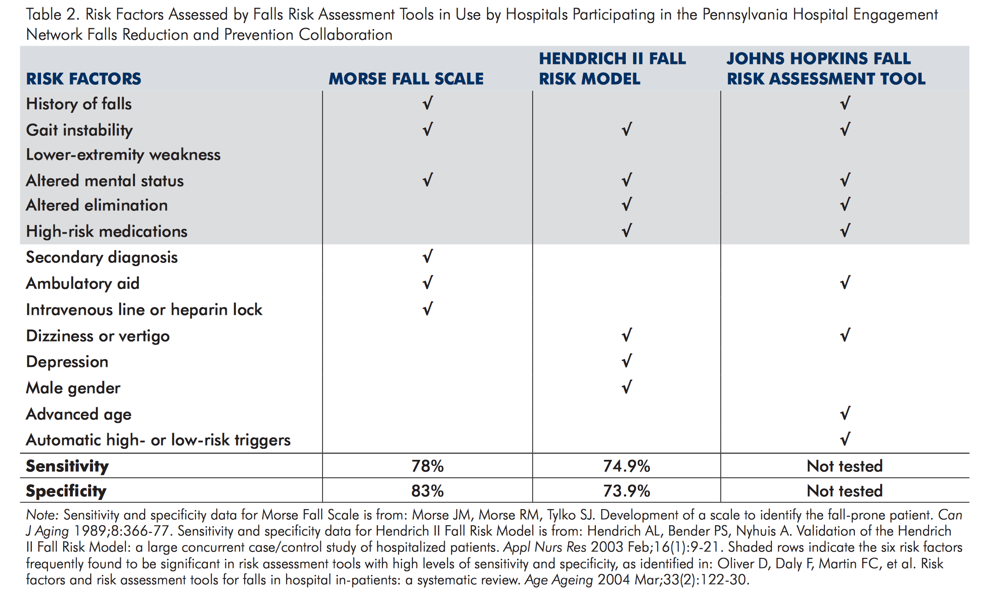 Table 2. Risk Factors Assessed by Falls Risk Assessment Tools in Use by Hospitals Participating in the Pennsylvania Hospital Engagement
Network Falls Reduction and Prevention Collaboration
RISK FACTORS MORSE FALL SCALE HENDRICH II FALL RISK MODEL JOHNS HOPKINS FALL RISK ASSESSMENT TOOL
History of falls √ √
Gait instability √ √ √
Lower-extremity weakness
Altered mental status √ √ √
Altered elimination √ √
High-risk medications √ √
Secondary diagnosis √
Ambulatory aid √ √
Intravenous line or heparin lock √
Dizziness or vertigo √ √
Depression √
Male gender √
Advanced age √
Automatic high- or low-risk triggers √
Sensitivity 78% 74.9% Not tested
Specificity 83% 73.9% Not tested
Note: Sensitivity and specificity data for Morse Fall Scale is from: Morse JM, Morse RM, Tylko SJ. Development of a scale to identify the fall-prone patient. Can
J Aging 1989;8:366-77. Sensitivity and specificity data for Hendrich II Fall Risk Model is from: Hendrich AL, Bender PS, Nyhuis A. Validation of the Hendrich
II Fall Risk Model: a large concurrent case/control study of hospitalized patients. Appl Nurs Res 2003 Feb;16(1):9-21. Shaded rows indicate the six risk factors
frequently found to be significant in risk assessment tools with high levels of sensitivity and specificity, as identified in: Oliver D, Daly F, Martin FC, et al. Risk
factors and risk assessment tools for falls in hospital in-patients: a systematic review. Age Ageing 2004 Mar;33(2):122-30.